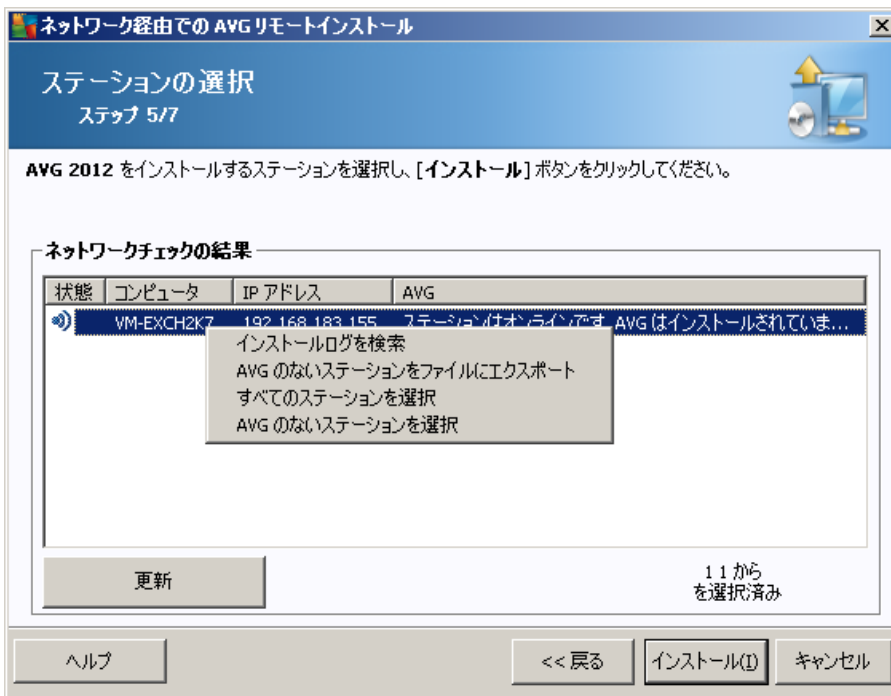 ネットワーク経由での AVG リモートインストール
ステーションの選択
ステップ 5/7
AVG 2012 をインストールするステーションを選択し、[インストール] ボタンをクリックしてください。
ネットワークチェックの結果
状態 コンピュータ IP アドレス AVG
VM-EXCH2K7 192.168.183.155 ステーションはオンラインです。AVG はインストールされていま...
インストールログを検索
AVG のないステーションをファイルにエクスポート
すべてのステーションを選択
AVG のないステーションを選択
更新
1 1 から
を選択済み
ヘルプ
<< 戻る
インストール(I)
キャンセル